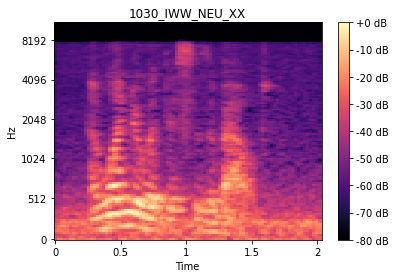 1030_IWW_NEU_XX
+0 dB
8192
-10 dB
4096
-20 dB
-30 dB
2048
Hz
-40 dB
1024
-50 dB
512
-60 dB
-70 dB
0
-80 dB
0 0.5 1 1.5 2
Time